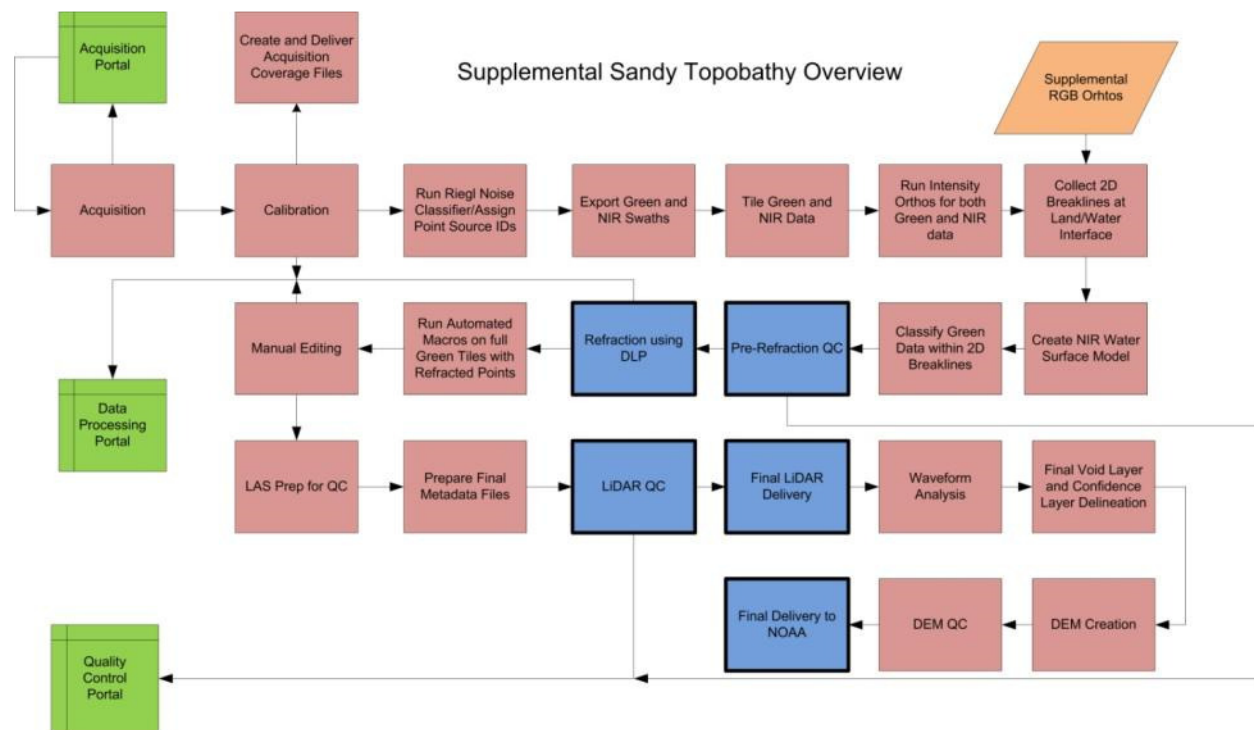 Acquisition
Portal
Create and Deliver
Acquisition
Coverage Files
Supplemental Sandy Topobathy Overview
Supplemental
RGB Orhtos
Acquisition
Calibration
Run Riegl Noise
Classifier/Assign
Point Source IDs
Export Green and
NIR Swaths
Tile Green and
NIR Data
Run Intensity
Orthos for both
Green and NIR
data
Collect 2D
Breaklines at
Land/Water
Interface
Manual Editing
Run Automated
Macros on full
Green Tiles with
Refracted Points
Refraction using
DLP
Pre-Refraction QC
Classify Green
Data within 2D
Breaklines
Create NIR Water
Surface Model
Data
Processing
Portal
LAS Prep for QC
Prepare Final
Metadata Files
LiDAR QC
Final LiDAR
Delivery
Waveform
Analysis
Final Void Layer
and Confidence
Layer Delineation
Final Delivery to
NOAA
DEM QC
DEM Creation
Quality
Control
Portal